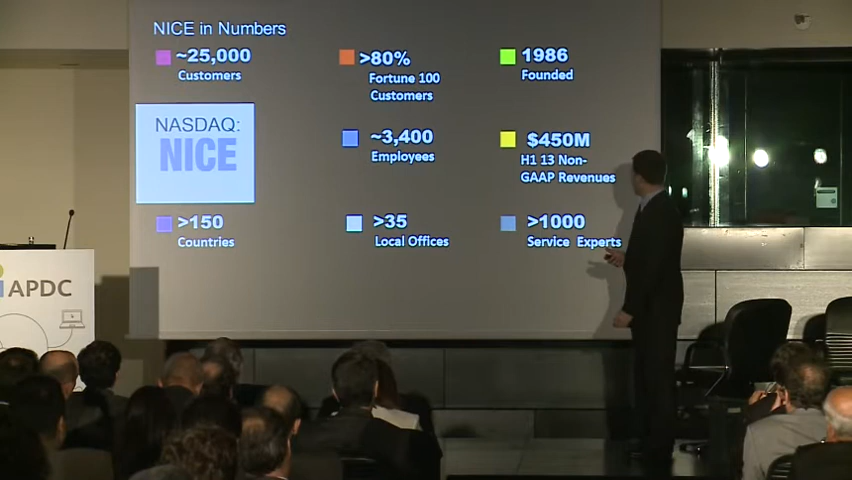 NICE in Numbers
~25,000
Customers
>80%
Fortune 100
Customers
1986
Founded
NASDAQ:
NICE
~3,400
Employees
$450M
H1 13 Non-
GAAP Revenues
>150
Countries
>35
Local Offices
>1000
Service Experts
APDC